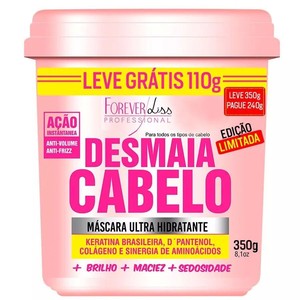 LEVE GRÁTIS 110g
FOREVER Liss
PROFESSIONAL
LEVE 350g
PAGUE 240g
AÇÃO
INSTANTÂNEA
ANTI-VOLUME
ANTI-FRIZZ
Para todos os tipos de cabelo
EDIÇÃO
LIMITADA
DESMAIA
CABELO
MÁSCARA ULTRA HIDRATANTE
KERATINA BRASILEIRA, D´PANTENOL,
COLÁGENO E SINERGIA DE AMINOÁCIDOS
350g
8,1oz
+ BRILHO + MACIEZ + SEDOSIDADE